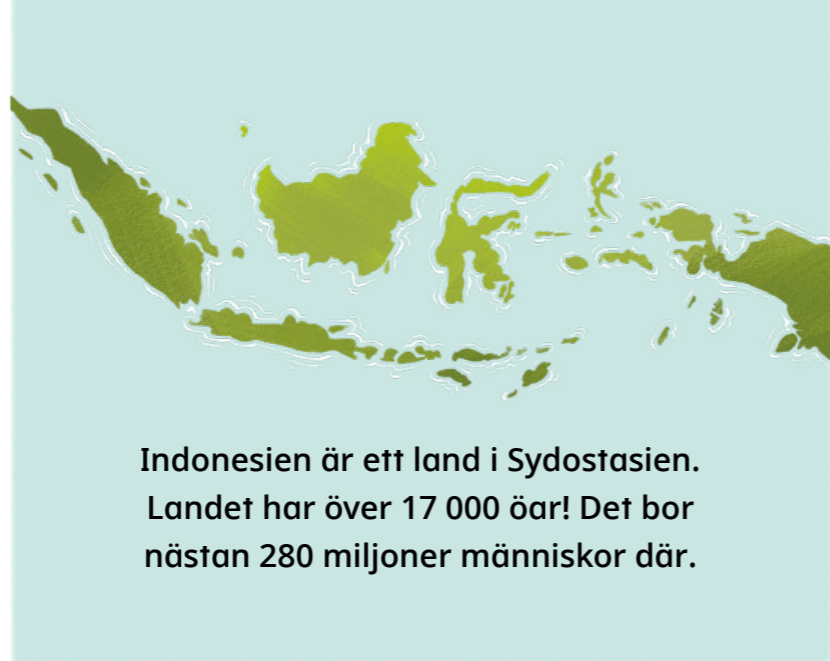 Indonesien är ett land i Sydostasien.
Landet har över 17 000 öar! Det bor
nästan 280 miljoner människor där.